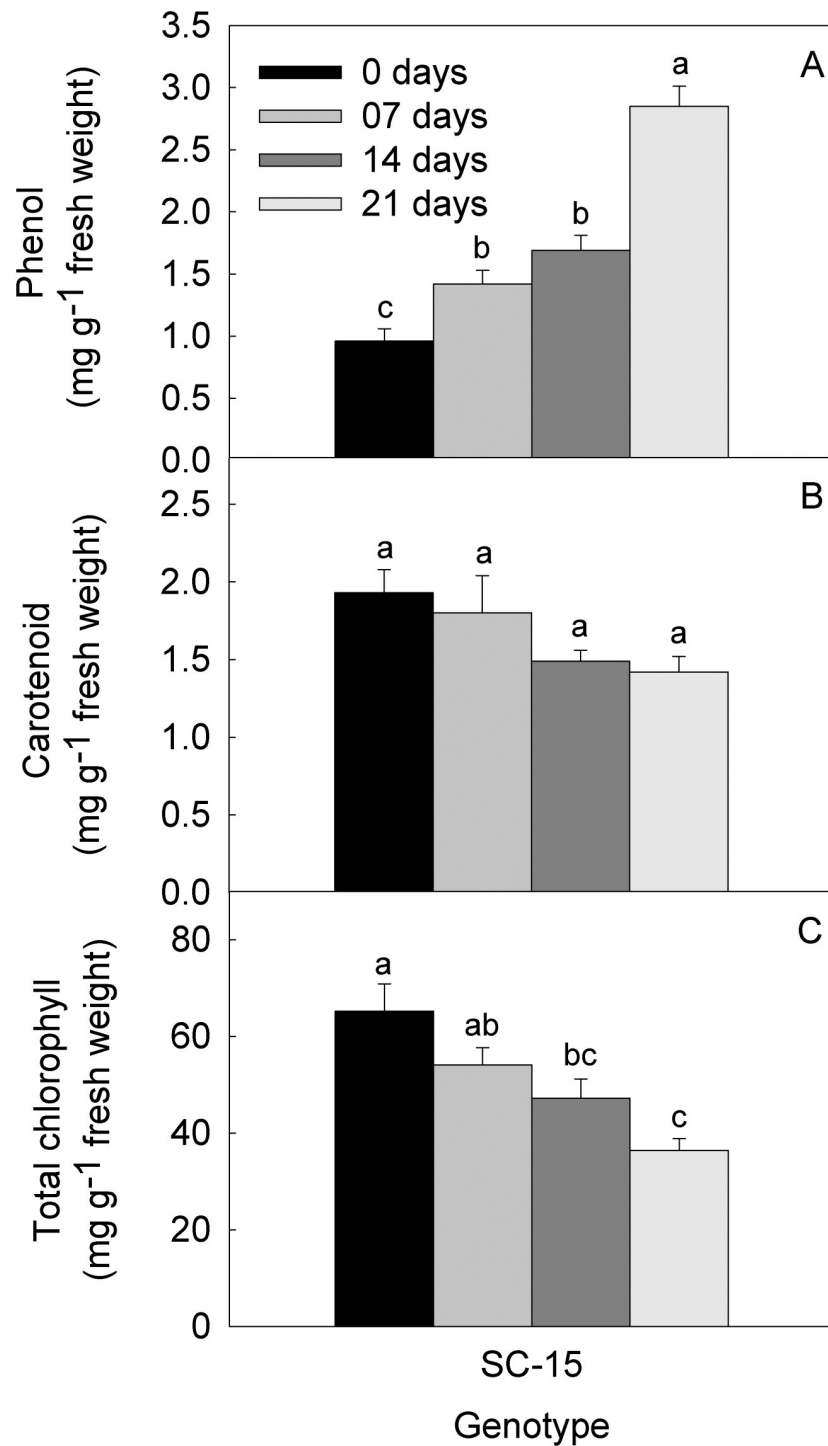 Phenol
(mg g⁻¹ fresh weight)
3.5
3.0
2.5
2.0
1.5
1.0
0.5
0.0
0 days
07 days
14 days
21 days
A
c
b
b
a
Carotenoid
(mg g⁻¹ fresh weight)
2.5
2.0
1.5
1.0
0.5
0.0
B
a
a
a
a
Total chlorophyll
(mg g⁻¹ fresh weight)
80
60
40
20
0
C
a
ab
bc
c
SC-15
Genotype